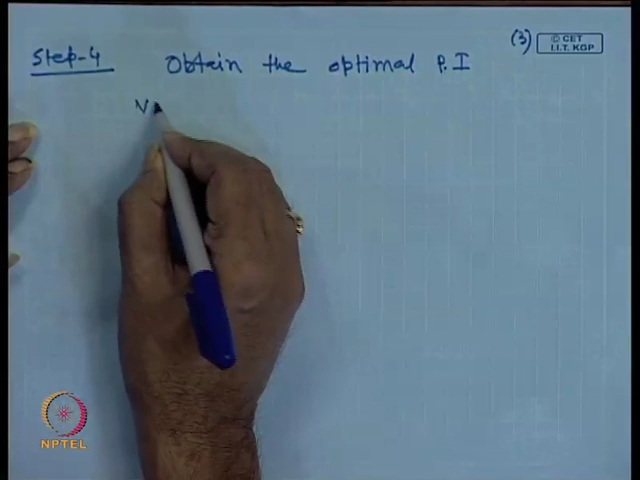 Step-4 Obtain the optimal P.I
(3)
© CET
I.I.T. KGP
N
NPTEL